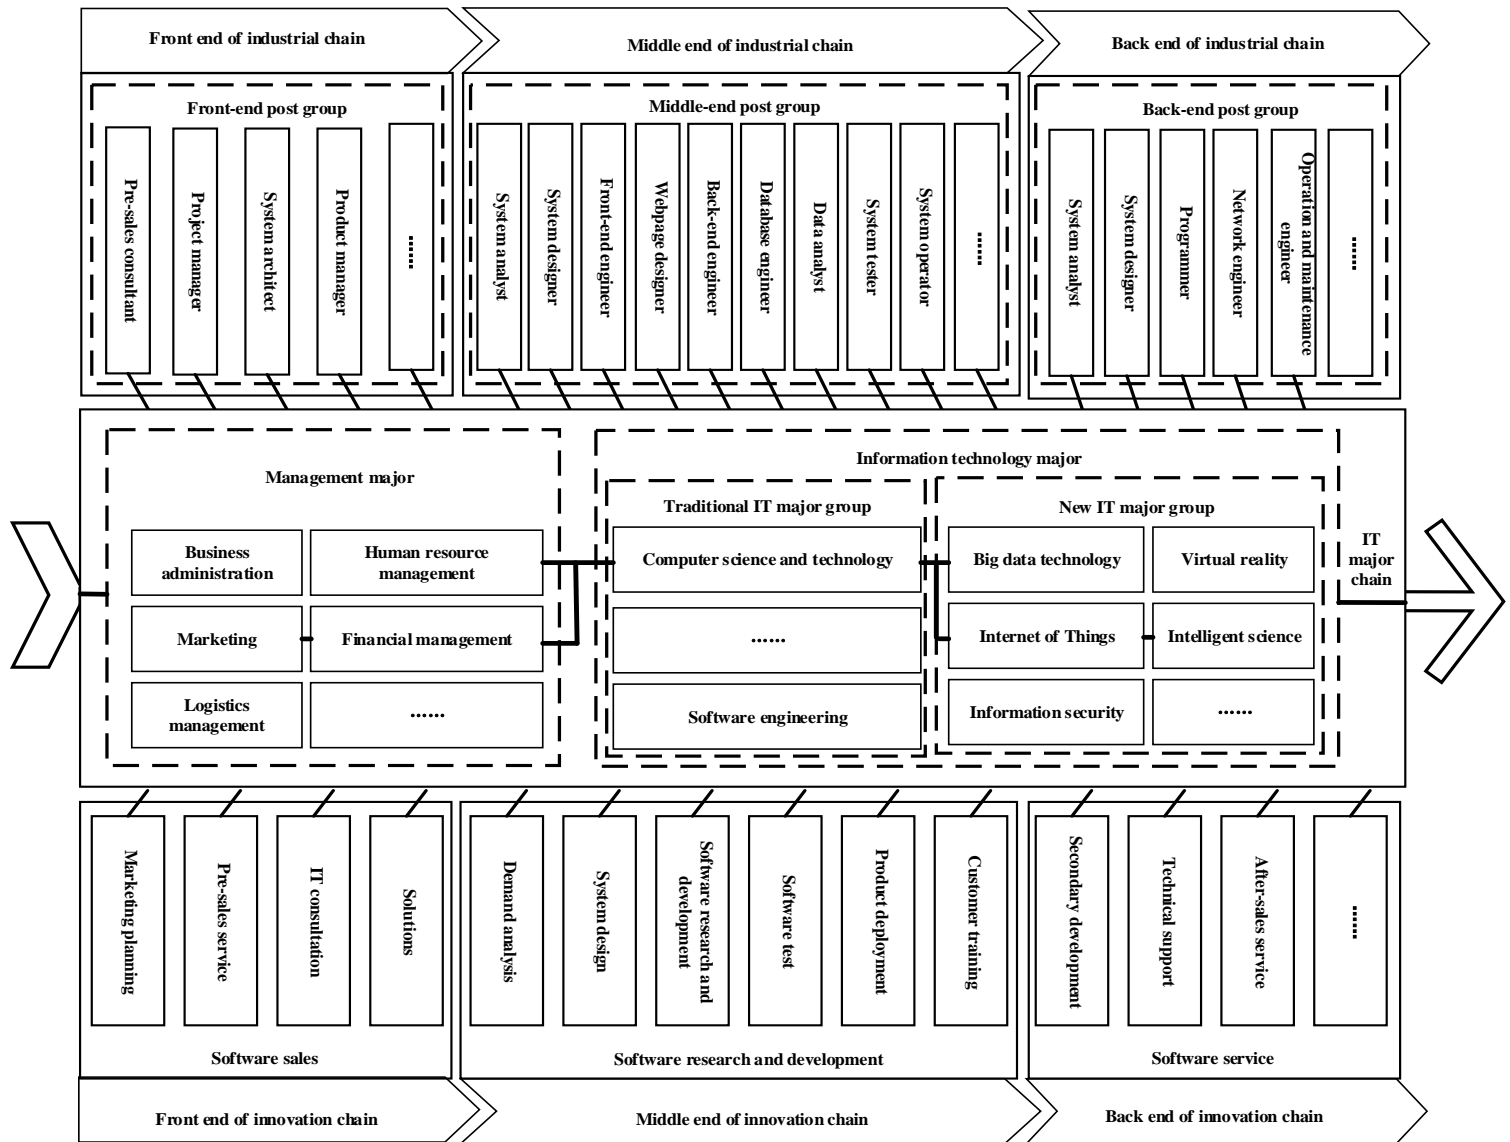 Front end of industrial chain
Middle end of industrial chain
Back end of industrial chain
Front-end post group
Pre-sales consultant
Project manager
System architect
Product manager
......
Middle-end post group
System analyst
System designer
Front-end engineer
Webpage designer
Back-end engineer
Database engineer
Data analyst
System tester
System operator
......
Back-end post group
System analyst
System designer
Programmer
Network engineer
Operation and maintenance
engineer
......
Management major
Business
administration
Human resource
management
Marketing
Financial management
Logistics
management
......
Information technology major
Traditional IT major group
Computer science and technology
......
Software engineering
New IT major group
Big data technology
Virtual reality
Internet of Things
Intelligent science
Information security
......
IT
major
chain
Marketing planning
Pre-sales service
IT consultation
Solutions
Software sales
Demand analysis
System design
Software research and
development
Software test
Product deployment
Customer training
Software research and development
Secondary development
Technical support
After-sales service
......
Software service
Front end of innovation chain
Middle end of innovation chain
Back end of innovation chain